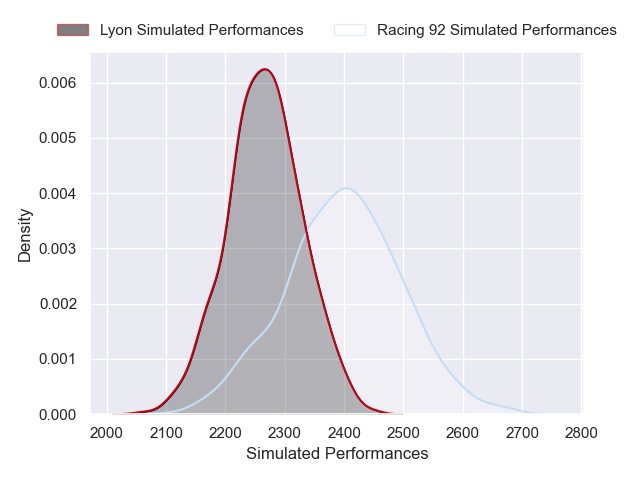 Lyon Simulated Performances
Racing 92 Simulated Performances
Density
0.006
0.005
0.004
0.003
0.002
0.001
0.000
2000 2100 2200 2300 2400 2500 2600 2700 2800
Simulated Performances